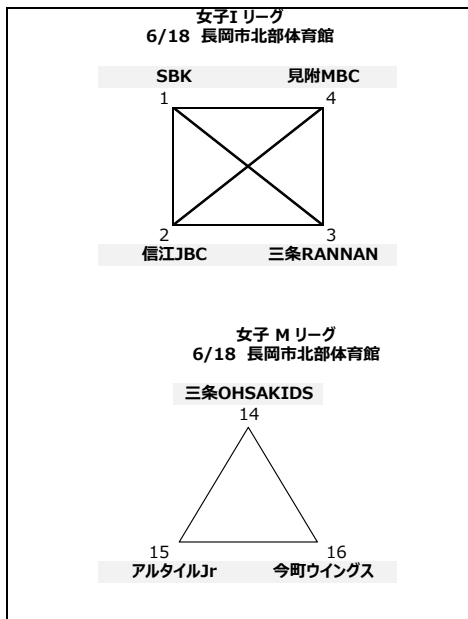 女子I リーグ
6/18 長岡市北部体育館
SBK 見附MBC
1 4
2 3
信江JBC 三条RANNAN
女子 M リーグ
6/18 長岡市北部体育館
三条OHSAKIDS
14
15 16
アルタイルJr 今町ウイングス